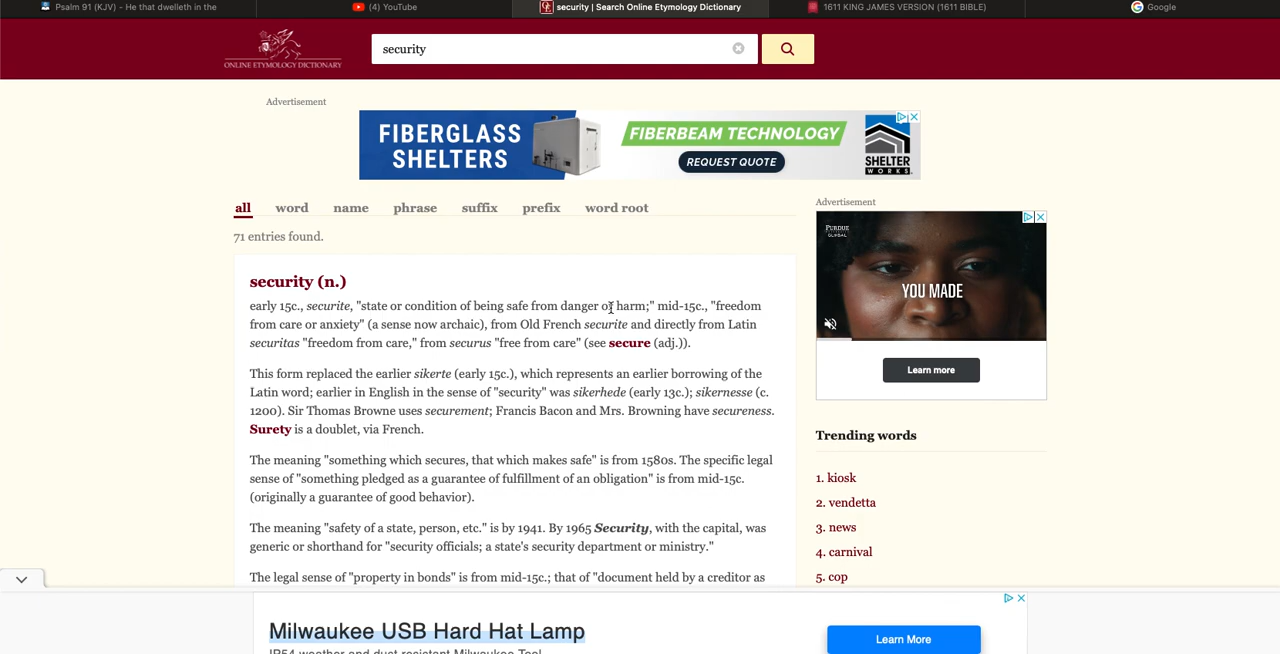 Psalm 91 (KJV) - He that dwelleth in the
(4) YouTube
security | Search Online Etymology Dictionary
1611 KING JAMES VERSION (1611 BIBLE)
Google
ONLINE ETYMOLOGY DICTIONARY
security
Advertisement
FIBERGLASS
SHELTERS
FIBERBEAM TECHNOLOGY
REQUEST QUOTE
SHELTER
WORKS
all word name phrase suffix prefix word root
71 entries found.
security (n.)
early 15c., securite, "state or condition of being safe from danger or harm;" mid-15c., "freedom
from care or anxiety" (a sense now archaic), from Old French securite and directly from Latin
securitas "freedom from care," from securus "free from care" (see secure (adj.)).
This form replaced the earlier sikerte (early 15c.), which represents an earlier borrowing of the
Latin word; earlier in English in the sense of "security" was sikerhede (early 13c.); sikernesse (c.
1200). Sir Thomas Browne uses securement; Francis Bacon and Mrs. Browning have secureness.
Surety is a doublet, via French.
The meaning "something which secures, that which makes safe" is from 1580s. The specific legal
sense of "something pledged as a guarantee of fulfillment of an obligation" is from mid-15c.
(originally a guarantee of good behavior).
The meaning "safety of a state, person, etc." is by 1941. By 1965 Security, with the capital, was
generic or shorthand for "security officials; a state's security department or ministry."
The legal sense of "property in bonds" is from mid-15c.; that of "document held by a creditor as
Advertisement
PURDUE
GLOBAL
YOU MADE
Learn more
Trending words
1. kiosk
2. vendetta
3. news
4. carnival
5. cop
Milwaukee USB Hard Hat Lamp
IP54 weather and dust resistant Milwaukee Tool
Learn More